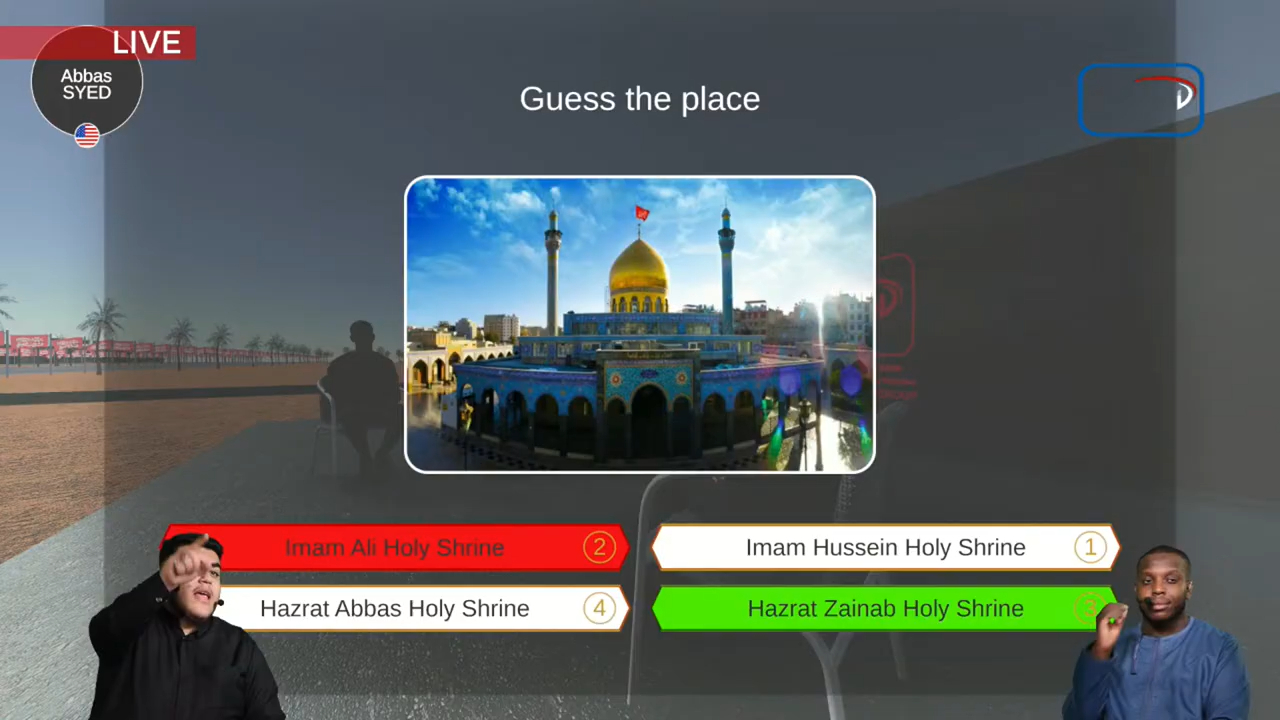 LIVE
Abbas
SYED
Guess the place
Imam Ali Holy Shrine 2
Imam Hussein Holy Shrine 1
Hazrat Abbas Holy Shrine 4
Hazrat Zainab Holy Shrine 3